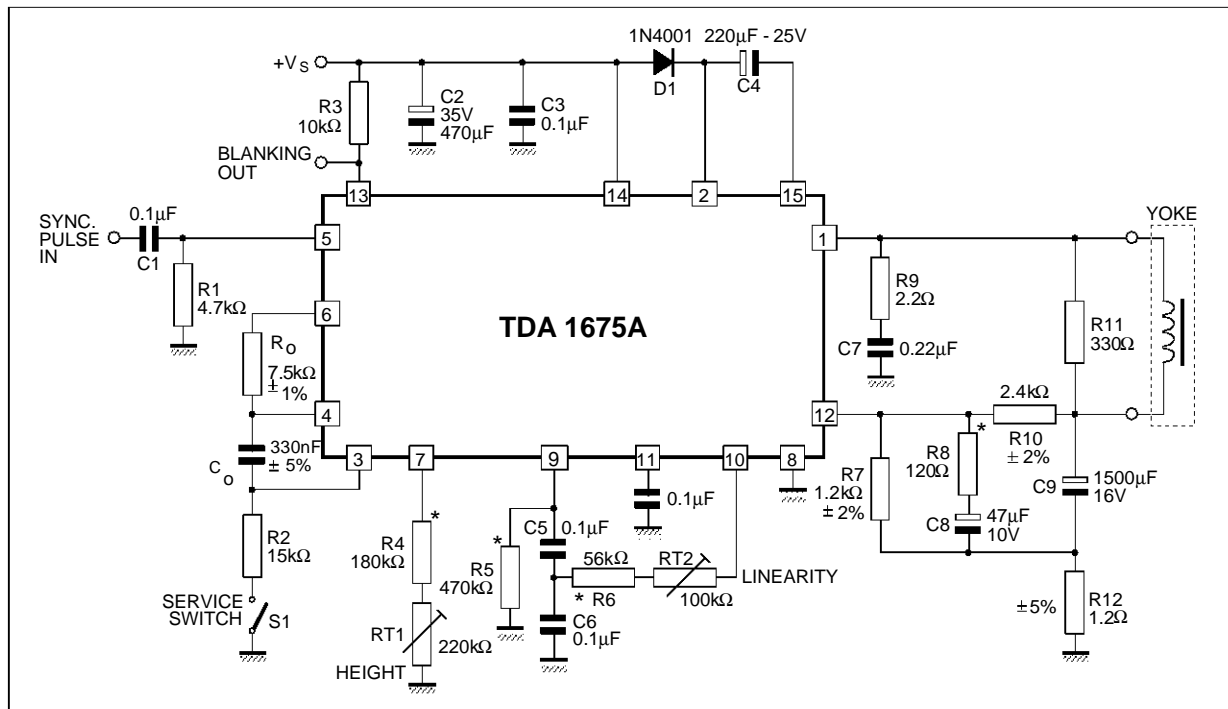 1N4001
220µF - 25V
+VS
D1
C4
R3
10kΩ
C2
35V
470µF
C3
0.1µF
BLANKING
OUT
13
14
2
15
SYNC.
PULSE
IN
0.1µF
C1
R1
4.7kΩ
5
1
YOKE
R9
2.2Ω
R11
330Ω
6
TDA 1675A
Ro
7.5kΩ
± 1%
C7
0.22µF
4
12
2.4kΩ
R10
± 2%
330nF
± 5%
Co
3
7
9
11
10
8
R7
1.2kΩ
± 2%
*
R8
120Ω
C9
1500µF
16V
0.1µF
C8
47µF
10V
R2
15kΩ
*
R4
180kΩ
*
R5
470kΩ
C5
0.1µF
56kΩ
* R6
RT2
100kΩ
LINEARITY
SERVICE
SWITCH
S1
RT1
220kΩ
HEIGHT
C6
0.1µF
±5%
R12
1.2Ω